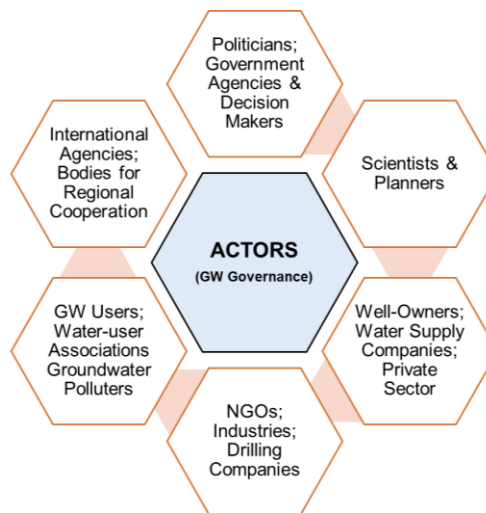 Politicians;
Government
Agencies &
Decision
Makers
Scientists &
Planners
Well-Owners;
Water Supply
Companies;
Private
Sector
NGOs;
Industries;
Drilling
Companies
GW Users;
Water-user
Associations
Groundwater
Polluters
International
Agencies;
Bodies for
Regional
Cooperation
ACTORS
(GW Governance)